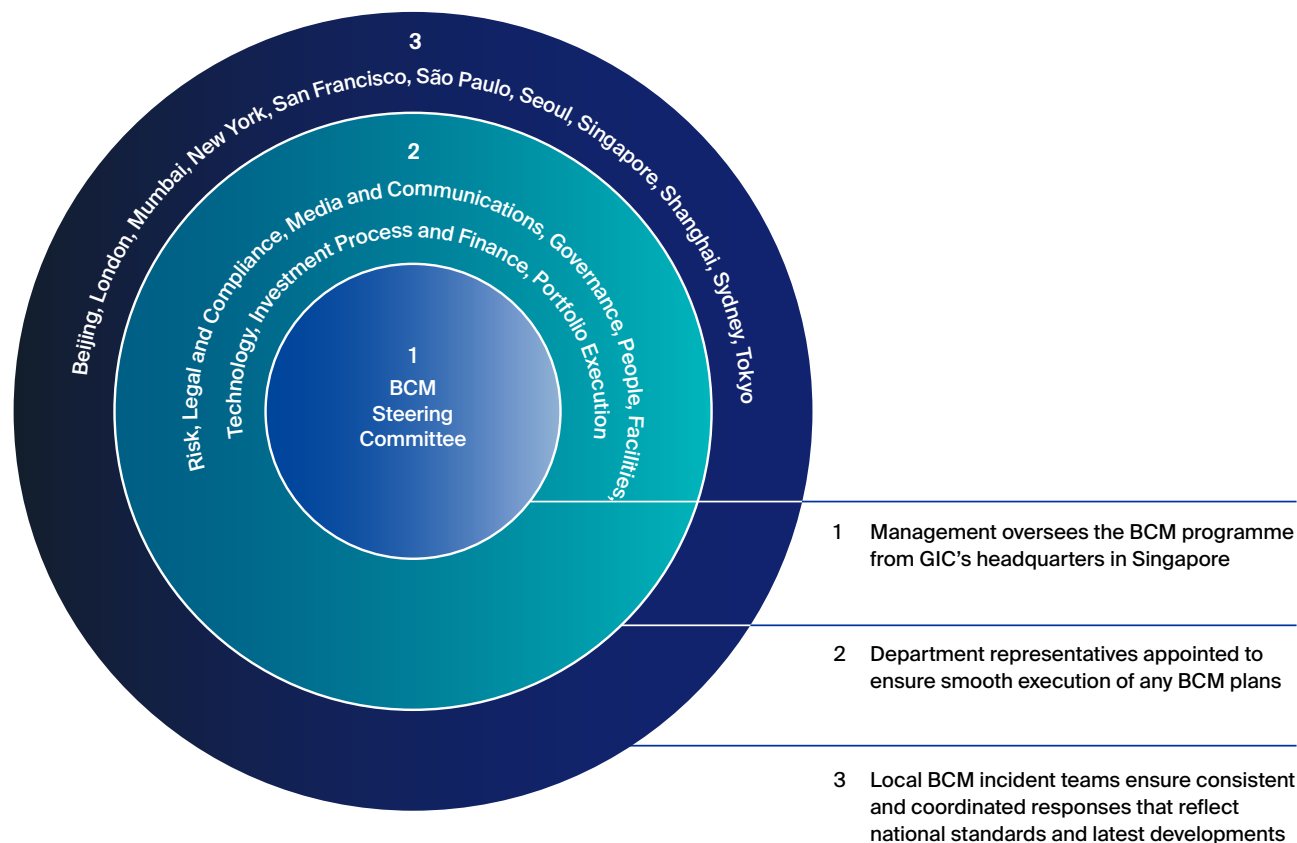 3
Beijing, London, Mumbai, New York, San Francisco, São Paulo, Seoul, Singapore, Shanghai, Sydney, Tokyo
2
Risk, Legal and Compliance, Media and Communications, Governance, People, Facilities,
Technology, Investment Process and Finance, Portfolio Execution
1
BCM
Steering
Committee
1 Management oversees the BCM programme
from GIC's headquarters in Singapore
2 Department representatives appointed to
ensure smooth execution of any BCM plans
3 Local BCM incident teams ensure consistent
and coordinated responses that reflect
national standards and latest developments